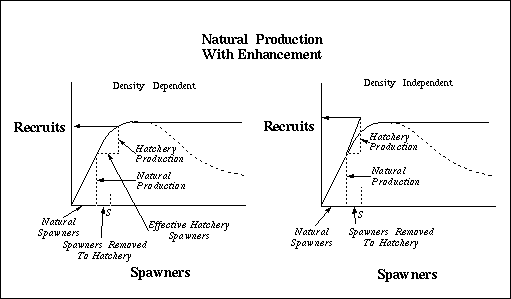 Natural Production
With Enhancement
Density Dependent
Recruits
Hatchery
Production
Natural
Production
S
Natural
Spawners
Effective Hatchery
Spawners
Spawners Removed
To Hatchery
Spawners
Density Independent
Recruits
Hatchery
Production
Natural
Production
S
Natural
Spawners
Spawners Removed
To Hatchery
Spawners